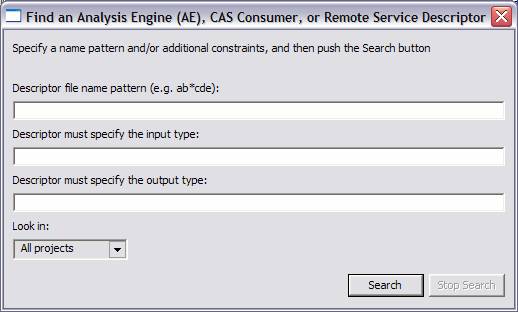 Find an Analysis Engine (AE), CAS Consumer, or Remote Service Descriptor
Specify a name pattern and/or additional constraints, and then push the Search button
Descriptor file name pattern (e.g. ab*cde):
Descriptor must specify the input type:
Descriptor must specify the output type:
Look in:
All projects
Search Stop Search